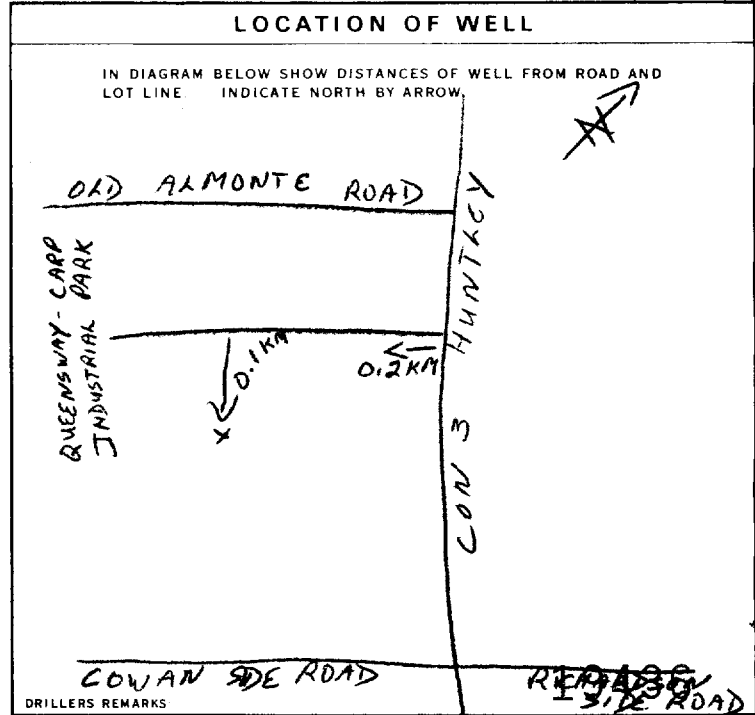 LOCATION OF WELL
IN DIAGRAM BELOW SHOW DISTANCES OF WELL FROM ROAD AND
LOT LINE. INDICATE NORTH BY ARROW.
N
OLD ALMONTE ROAD
QUEENSWAY - CARP
INDUSTRIAL PARK
CON 3 HUNTLEY
0.1KM
0.2KM
X
COWAN SIDE ROAD
SIDE ROAD
DRILLERS REMARKS